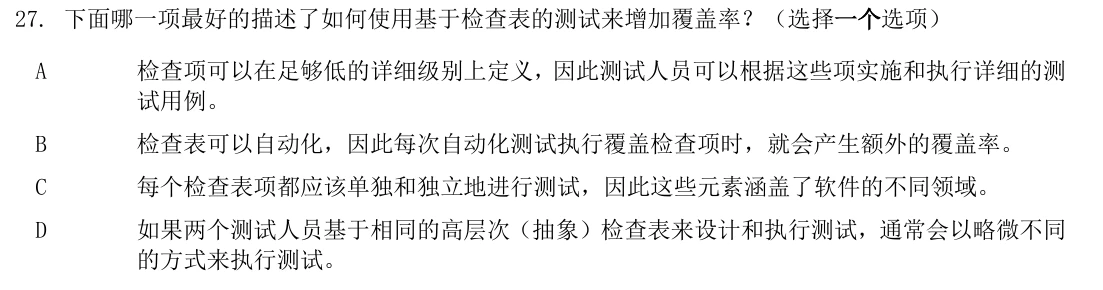 27. 下面哪一项最好的描述了如何使用基于检查表的测试来增加覆盖率？（选择一个选项）
A 检查项可以在足够低的详细级别上定义，因此测试人员可以根据这些项实施和执行详细的测
试用例。
B 检查表可以自动化，因此每次自动化测试执行覆盖检查项时，就会产生额外的覆盖率。
C 每个检查表项都应该单独和独立地进行测试，因此这些元素涵盖了软件的不同领域。
D 如果两个测试人员基于相同的高层次（抽象）检查表来设计和执行测试，通常会以略微不同
的方式来执行测试。